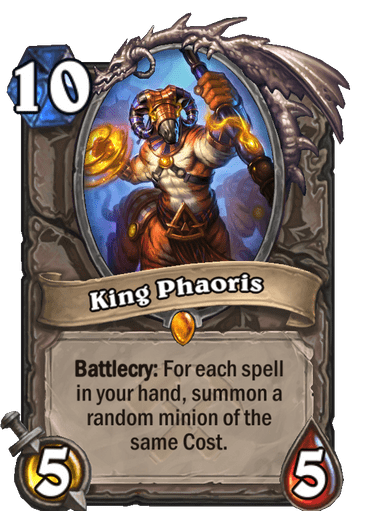 10
King Phaoris
Battlecry: For each spell
in your hand, summon a
random minion of the
same Cost.
5 5